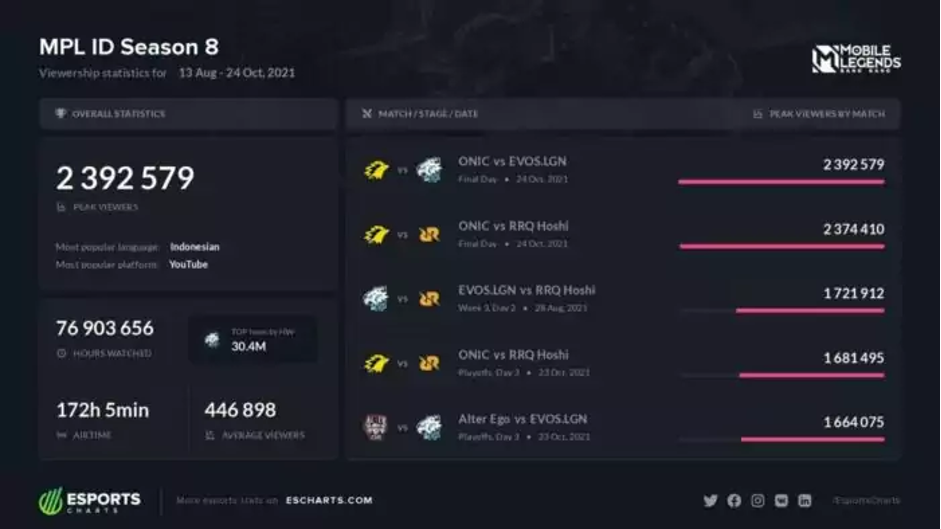 MPL ID Season 8
Viewership statistics for 13 Aug - 24 Oct, 2021
MOBILE
LEGENDS
BANG BANG
OVERALL STATISTICS
2 392 579
PEAK VIEWERS
Most popular language: Indonesian
Most popular platform: YouTube
76 903 656
HOURS WATCHED
TOP team by HW
30.4M
172h 5min
AIRTIME
446 898
AVERAGE VIEWERS
MATCH / STAGE / DATE
PEAK VIEWERS BY MATCH
VS
ONIC vs EVOS.LGN
Final Day • 24 Oct, 2021
2 392 579
VS
ONIC vs RRQ Hoshi
Final Day • 24 Oct, 2021
2 374 410
VS
EVOS.LGN vs RRQ Hoshi
Week 3, Day 2 • 28 Aug, 2021
1 721 912
VS
ONIC vs RRQ Hoshi
Playoffs, Day 3 • 23 Oct, 2021
1 681 495
VS
Alter Ego vs EVOS.LGN
Playoffs, Day 3 • 23 Oct, 2021
1 664 075
ESPORTS
CHARTS
More esports stats on ESCHARTS.COM
#EsportsCharts